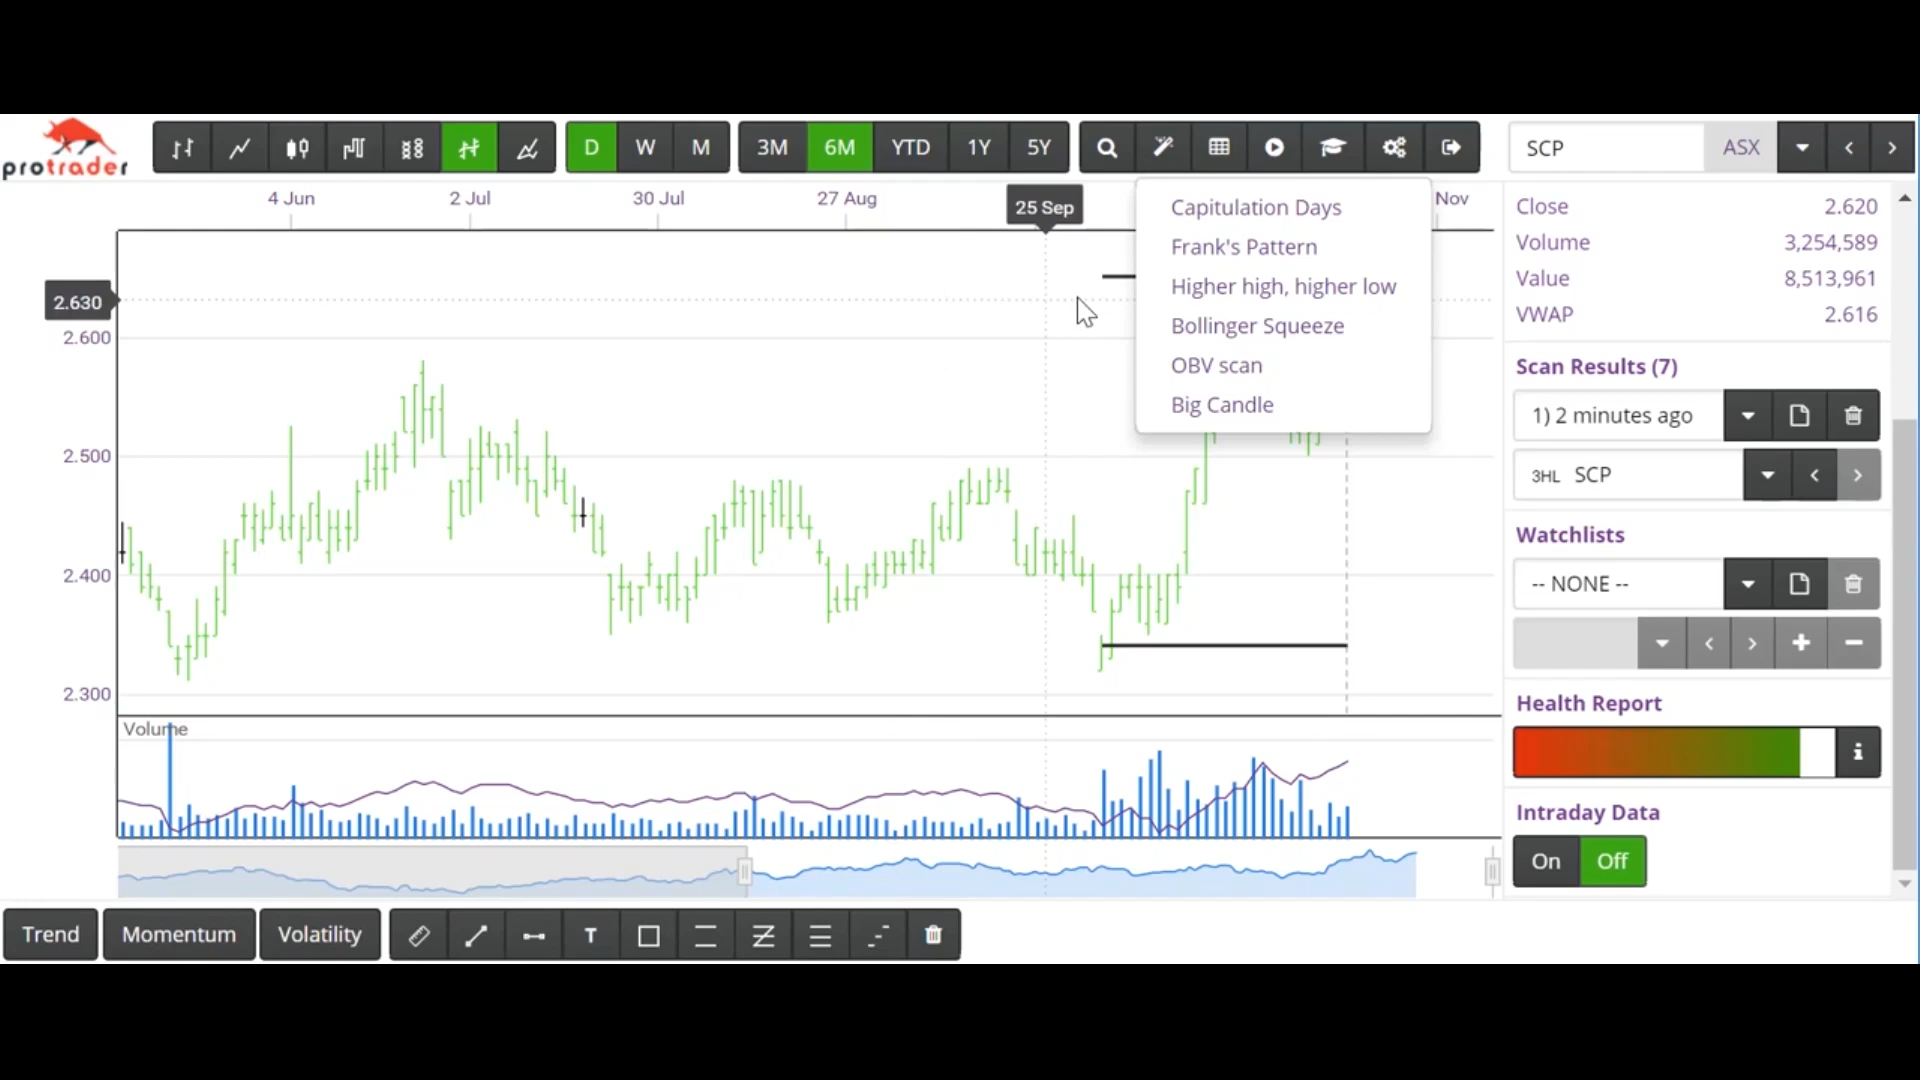 protrader
D
W
M
3M
6M
YTD
1Y
5Y
SCP
ASX
4 Jun
2 Jul
30 Jul
27 Aug
25 Sep
Nov
Capitulation Days
Frank's Pattern
Higher high, higher low
Bollinger Squeeze
OBV scan
Big Candle
2.630
2.600
2.500
2.400
2.300
Volume
Close 2.620
Volume 3,254,589
Value 8,513,961
VWAP 2.616
Scan Results (7)
1) 2 minutes ago
3HL SCP
Watchlists
-- NONE --
Health Report
Intraday Data
On
Off
Trend
Momentum
Volatility
T